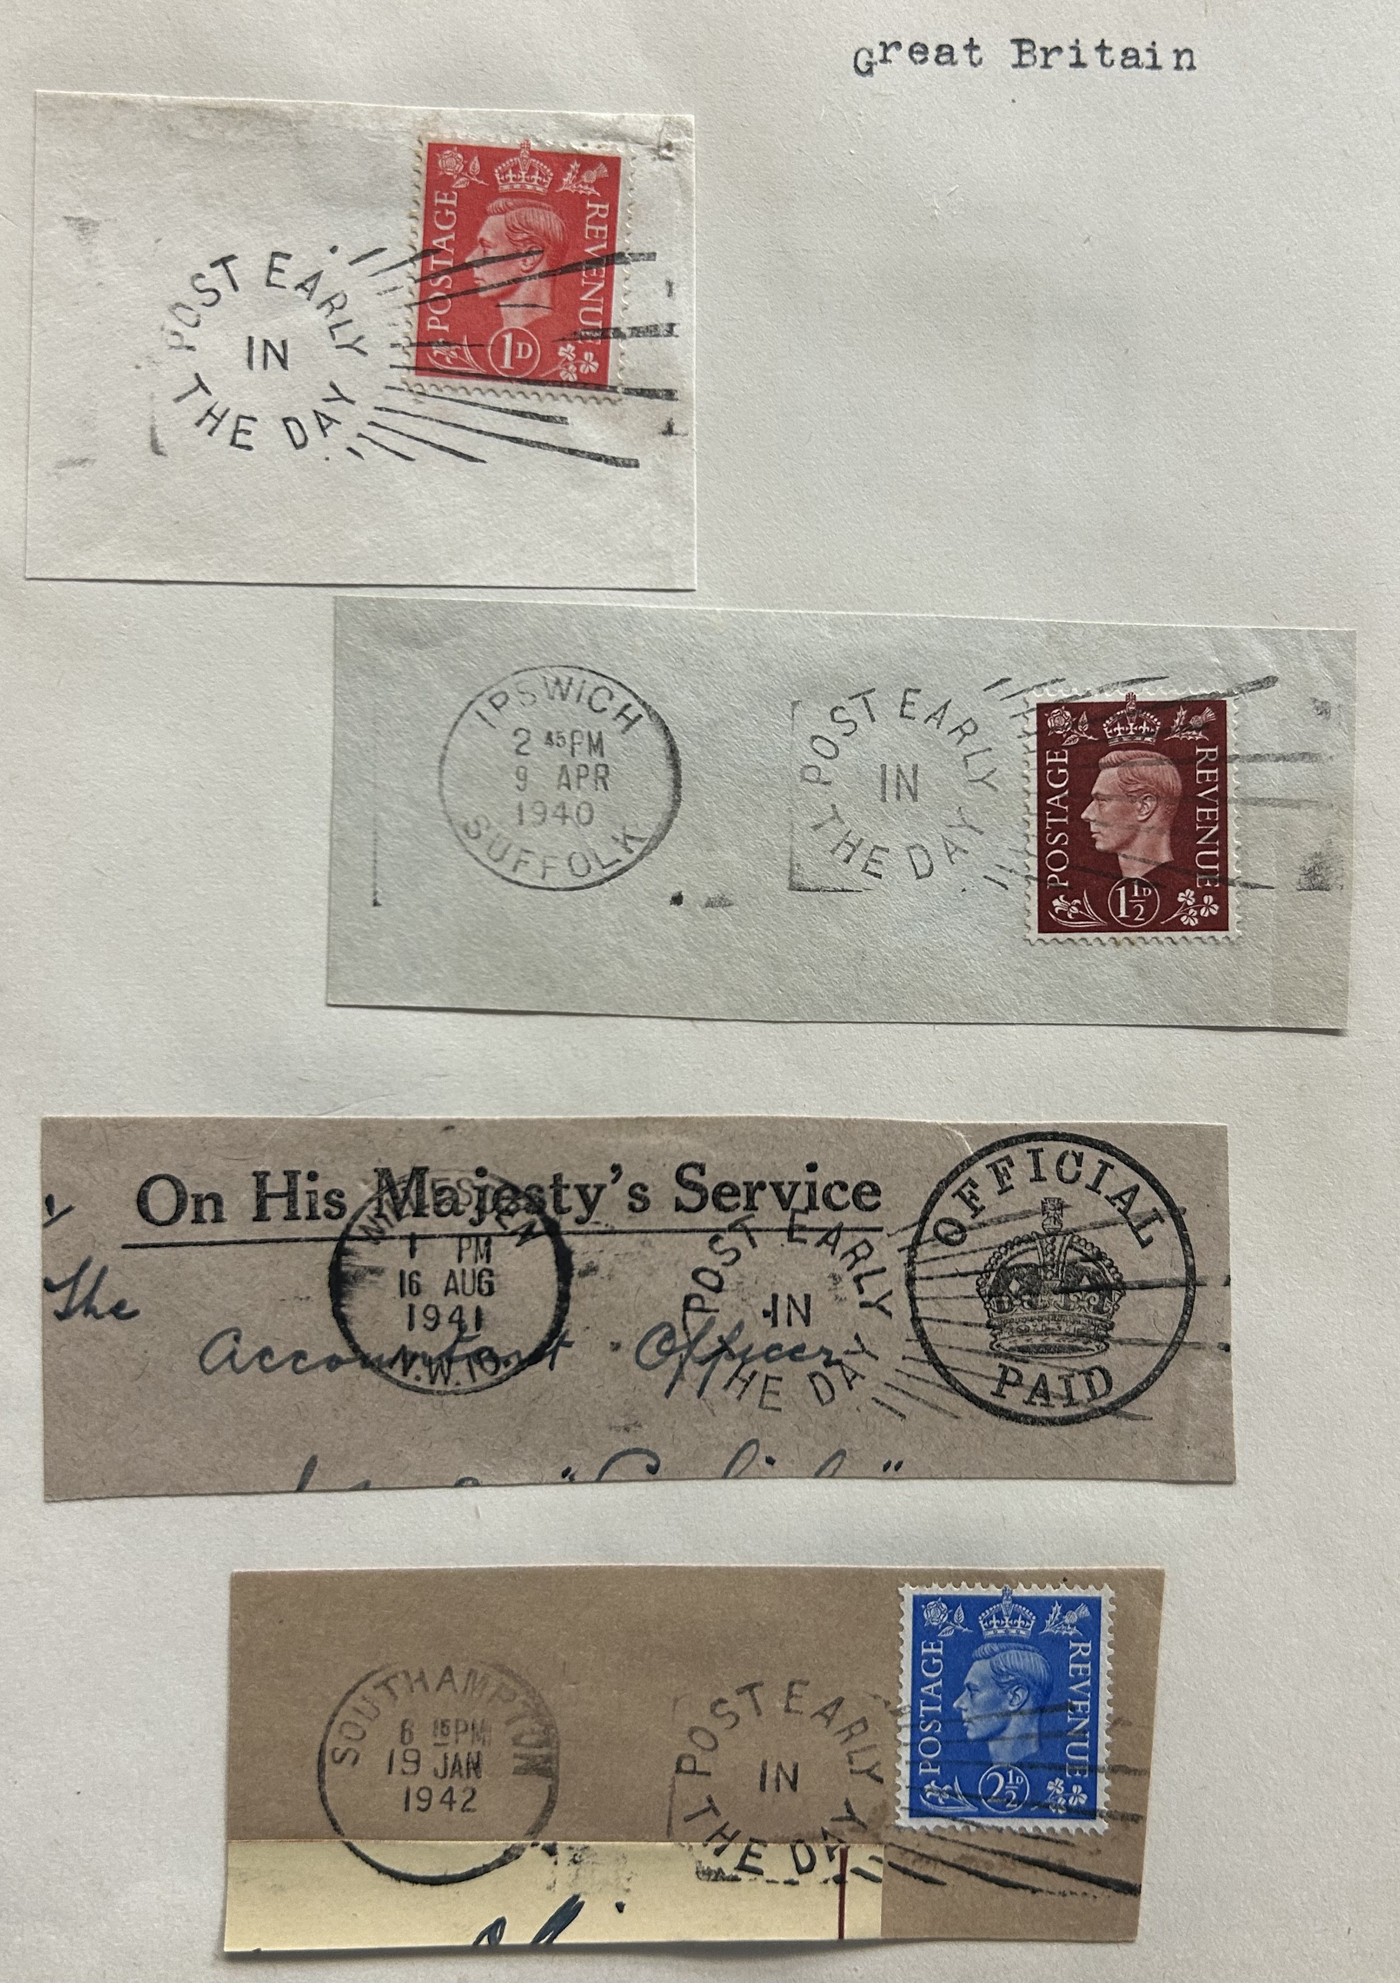 Great Britain
POSTAGE
REVENUE
1D
POST EARLY
IN
THE DAY
IPSWICH
2 45 PM
9 APR
1940
SUFFOLK
POST EARLY
IN
THE DAY
POSTAGE
REVENUE
1½D
On His Majesty's Service
WILLESDEN
1 PM
16 AUG
1941
N.W.10.
POST EARLY
IN
THE DAY
OFFICIAL
PAID
The
Accountant Officer
SOUTHAMPTON
6 15 PM
19 JAN
1942
POST EARLY
IN
THE DAY
POSTAGE
REVENUE
2½D